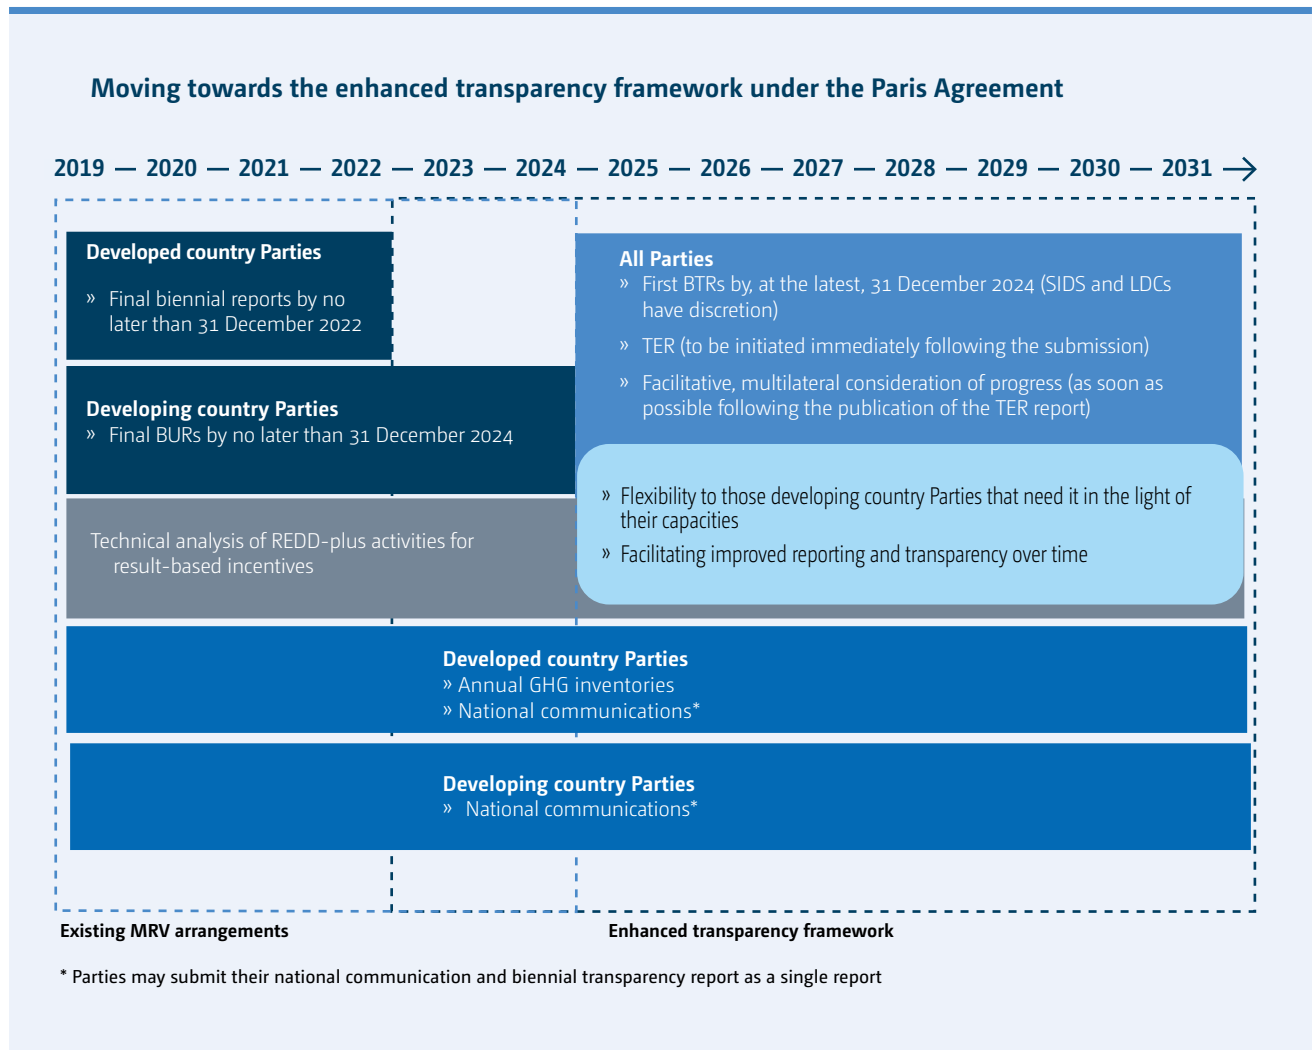 Moving towards the enhanced transparency framework under the Paris Agreement
2019 — 2020 — 2021 — 2022 — 2023 — 2024 — 2025 — 2026 — 2027 — 2028 — 2029 — 2030 — 2031
Developed country Parties
» Final biennial reports by no
later than 31 December 2022
Developing country Parties
» Final BURs by no later than 31 December 2024
Technical analysis of REDD-plus activities for
result-based incentives
All Parties
» First BTRs by, at the latest, 31 December 2024 (SIDS and LDCs
have discretion)
» TER (to be initiated immediately following the submission)
» Facilitative, multilateral consideration of progress (as soon as
possible following the publication of the TER report)
» Flexibility to those developing country Parties that need it in the light of
their capacities
» Facilitating improved reporting and transparency over time
Developed country Parties
» Annual GHG inventories
» National communications*
Developing country Parties
» National communications*
Existing MRV arrangements
Enhanced transparency framework
* Parties may submit their national communication and biennial transparency report as a single report